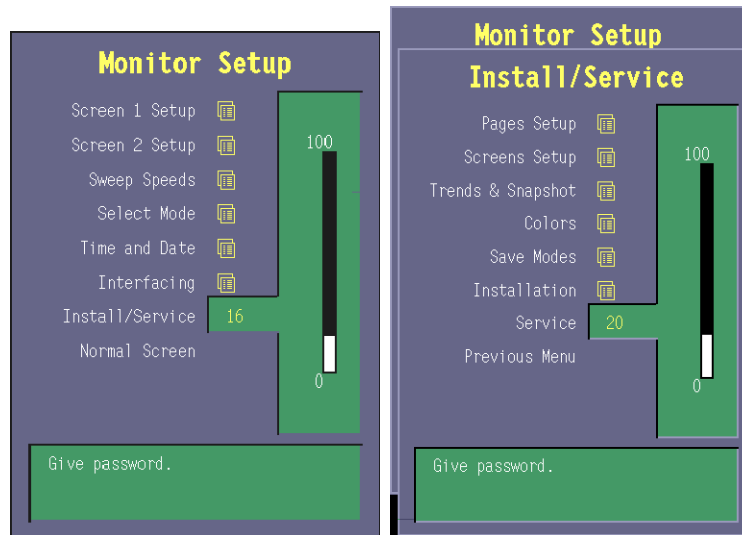 Monitor Setup
Screen 1 Setup
Screen 2 Setup
Sweep Speeds
Select Mode
Time and Date
Interfacing
Install/Service 16
Normal Screen
100
0
Give password.
Monitor Setup
Install/Service
Pages Setup
Screens Setup
Trends & Snapshot
Colors
Save Modes
Installation
Service 20
Previous Menu
100
0
Give password.